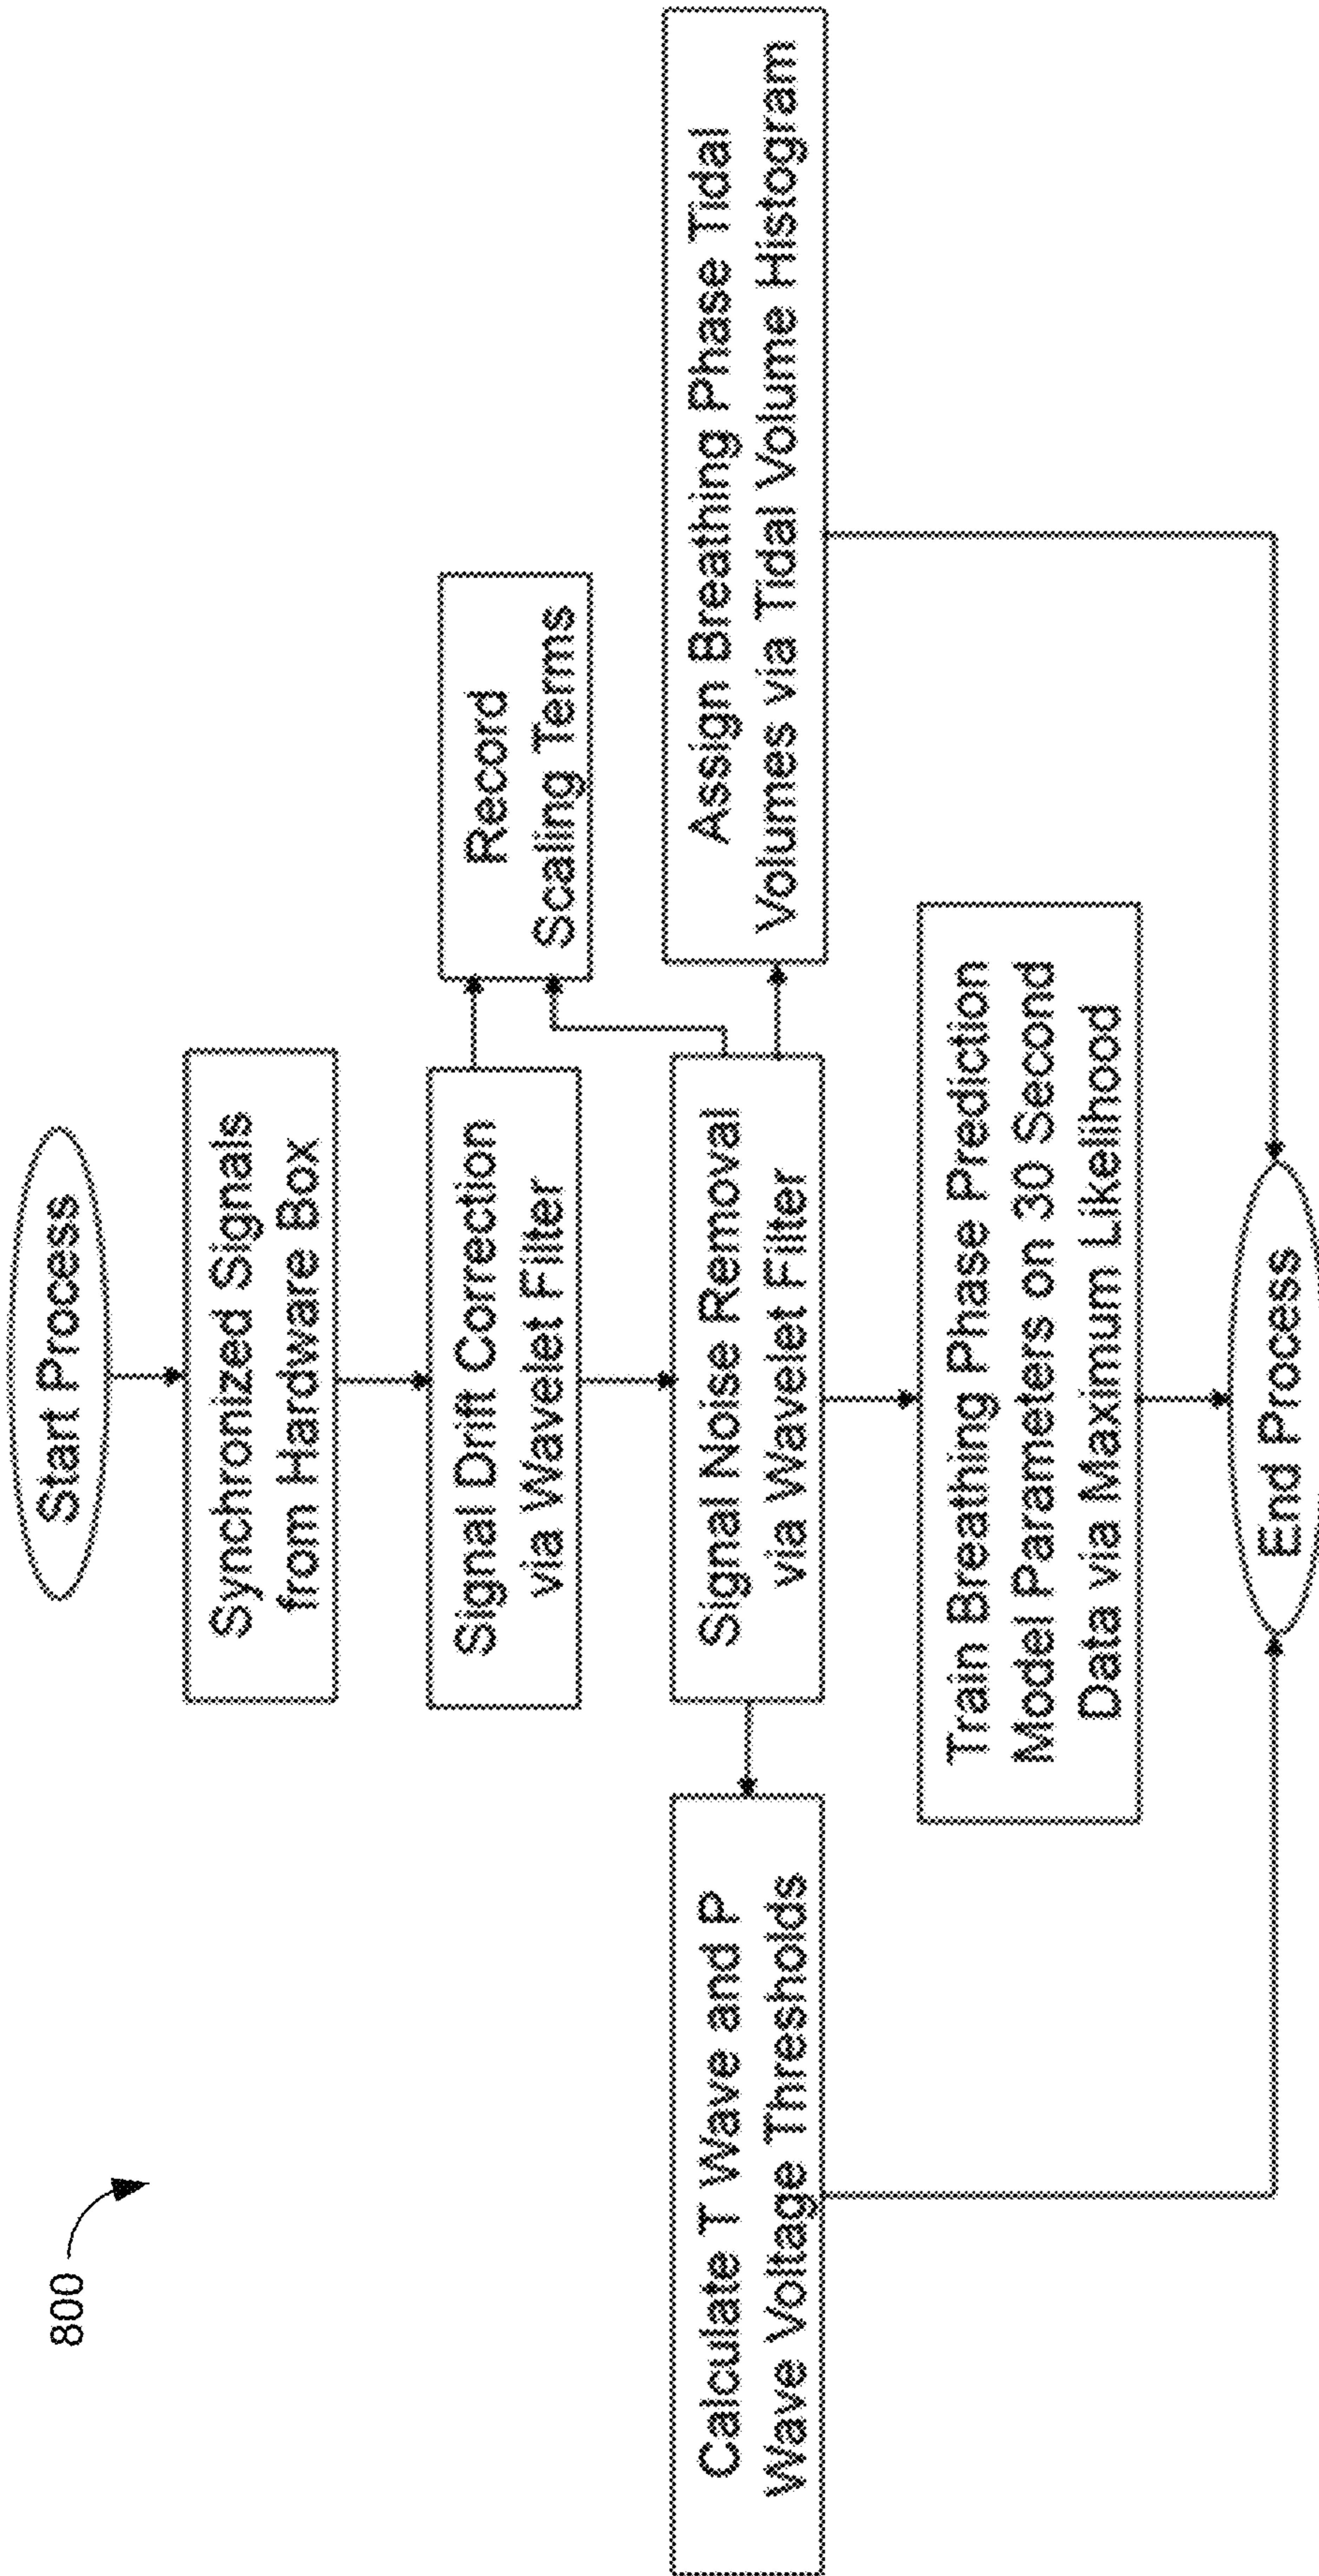 800
Start Process
Synchronized Signals
from Hardware Box
Signal Drift Correction
via Wavelet Filter
Record
Scaling Terms
Calculate T Wave and P
Wave Voltage Thresholds
Signal Noise Removal
via Wavelet Filter
Assign Breathing Phase Tidal
Volumes via Tidal Volume Histogram
Train Breathing Phase Prediction
Model Parameters on 30 Second
Data via Maximum Likelihood
End Process